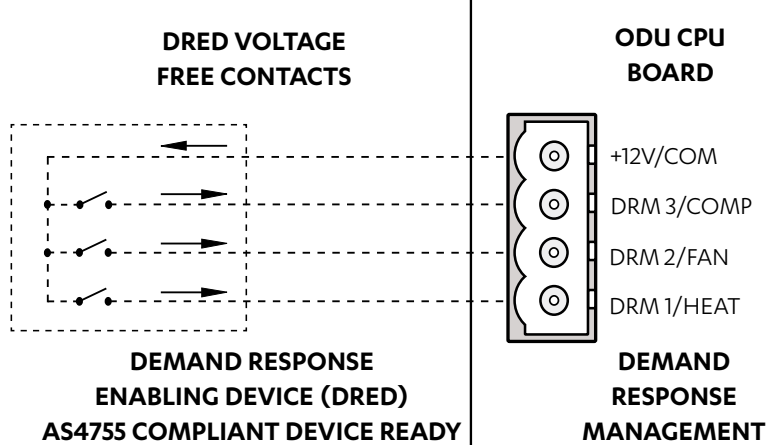 DRED VOLTAGE
FREE CONTACTS
ODU CPU
BOARD
+12V/COM
DRM 3/COMP
DRM 2/FAN
DRM 1/HEAT
DEMAND RESPONSE
ENABLING DEVICE (DRED)
AS4755 COMPLIANT DEVICE READY
DEMAND
RESPONSE
MANAGEMENT